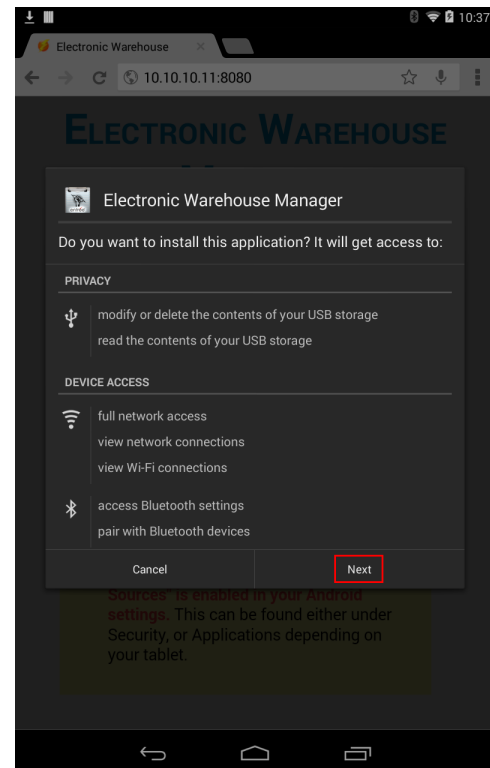 10:37
Electronic Warehouse
10.10.10.11:8080
ELECTRONIC WAREHOUSE
Electronic Warehouse Manager
Do you want to install this application? It will get access to:
PRIVACY
modify or delete the contents of your USB storage
read the contents of your USB storage
DEVICE ACCESS
full network access
view network connections
view Wi-Fi connections
access Bluetooth settings
pair with Bluetooth devices
Cancel Next
Sources" is enabled in your Android
settings. This can be found either under
Security, or Applications depending on
your tablet.